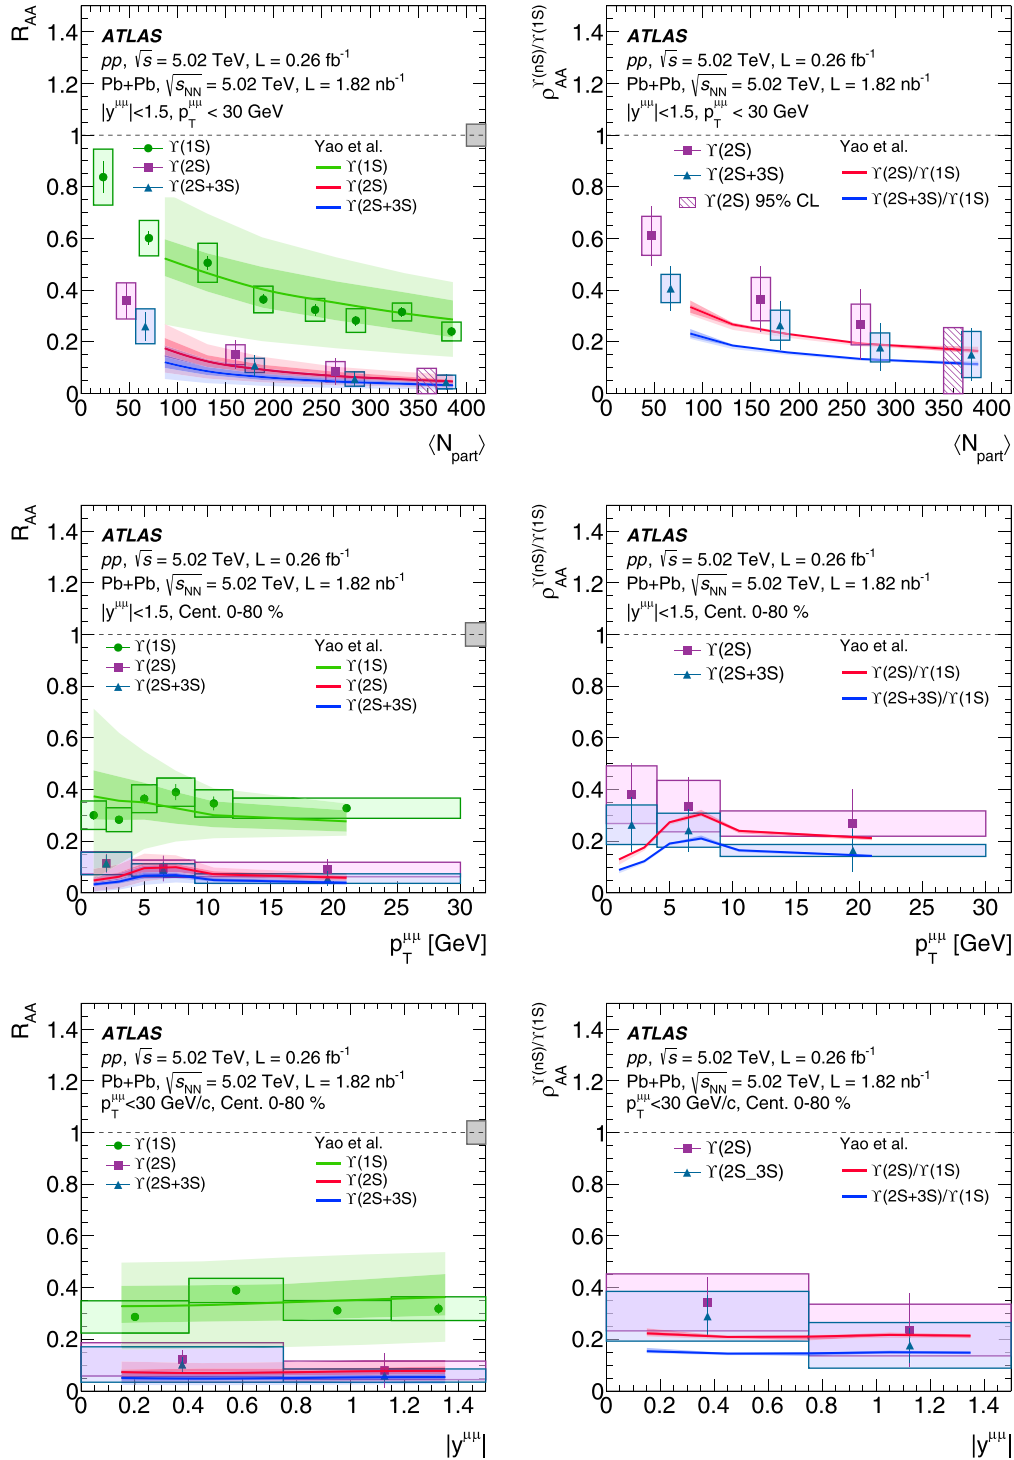 R_AA
1.4
1.2
1
0.8
0.6
0.4
0.2
0
ATLAS
pp, √s = 5.02 TeV, L = 0.26 fb⁻¹
Pb+Pb, √s_NN = 5.02 TeV, L = 1.82 nb⁻¹
|y^μμ|<1.5, p_T^μμ < 30 GeV
ϒ(1S)
ϒ(2S)
ϒ(2S+3S)
Yao et al.
ϒ(1S)
ϒ(2S)
ϒ(2S+3S)
0 50 100 150 200 250 300 350 400
⟨N_part⟩
ρ_AA^ϒ(nS)/ϒ(1S)
1.4
1.2
1
0.8
0.6
0.4
0.2
0
ATLAS
pp, √s = 5.02 TeV, L = 0.26 fb⁻¹
Pb+Pb, √s_NN = 5.02 TeV, L = 1.82 nb⁻¹
|y^μμ|<1.5, p_T^μμ < 30 GeV
ϒ(2S)
ϒ(2S+3S)
ϒ(2S) 95% CL
Yao et al.
ϒ(2S)/ϒ(1S)
ϒ(2S+3S)/ϒ(1S)
0 50 100 150 200 250 300 350 400
⟨N_part⟩
R_AA
1.4
1.2
1
0.8
0.6
0.4
0.2
0
ATLAS
pp, √s = 5.02 TeV, L = 0.26 fb⁻¹
Pb+Pb, √s_NN = 5.02 TeV, L = 1.82 nb⁻¹
|y^μμ|<1.5, Cent. 0-80 %
ϒ(1S)
ϒ(2S)
ϒ(2S+3S)
Yao et al.
ϒ(1S)
ϒ(2S)
ϒ(2S+3S)
0 5 10 15 20 25 30
p_T^μμ [GeV]
ρ_AA^ϒ(nS)/ϒ(1S)
1.4
1.2
1
0.8
0.6
0.4
0.2
0
ATLAS
pp, √s = 5.02 TeV, L = 0.26 fb⁻¹
Pb+Pb, √s_NN = 5.02 TeV, L = 1.82 nb⁻¹
|y^μμ|<1.5, Cent. 0-80 %
ϒ(2S)
ϒ(2S+3S)
Yao et al.
ϒ(2S)/ϒ(1S)
ϒ(2S+3S)/ϒ(1S)
0 5 10 15 20 25 30
p_T^μμ [GeV]
R_AA
1.4
1.2
1
0.8
0.6
0.4
0.2
0
ATLAS
pp, √s = 5.02 TeV, L = 0.26 fb⁻¹
Pb+Pb, √s_NN = 5.02 TeV, L = 1.82 nb⁻¹
p_T^μμ<30 GeV/c, Cent. 0-80 %
ϒ(1S)
ϒ(2S)
ϒ(2S+3S)
Yao et al.
ϒ(1S)
ϒ(2S)
ϒ(2S+3S)
0 0.2 0.4 0.6 0.8 1 1.2 1.4
|y^μμ|
ρ_AA^ϒ(nS)/ϒ(1S)
1.4
1.2
1
0.8
0.6
0.4
0.2
0
ATLAS
pp, √s = 5.02 TeV, L = 0.26 fb⁻¹
Pb+Pb, √s_NN = 5.02 TeV, L = 1.82 nb⁻¹
p_T^μμ<30 GeV/c, Cent. 0-80 %
ϒ(2S)
ϒ(2S_3S)
Yao et al.
ϒ(2S)/ϒ(1S)
ϒ(2S+3S)/ϒ(1S)
0 0.2 0.4 0.6 0.8 1 1.2 1.4
|y^μμ|